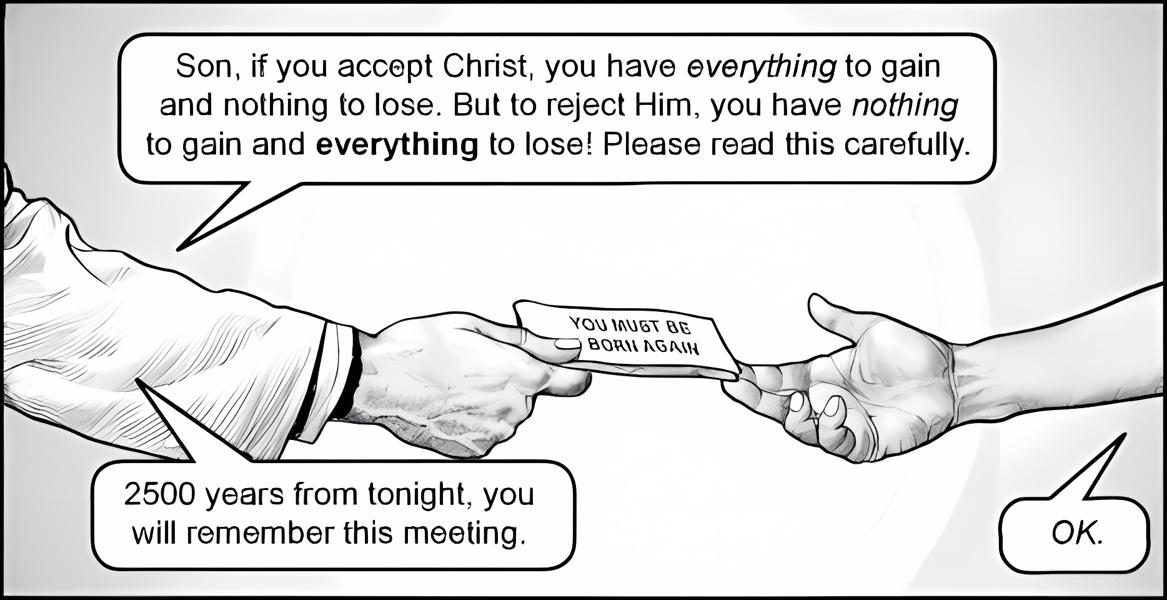 Son, if you accept Christ, you have everything to gain
and nothing to lose. But to reject Him, you have nothing
to gain and everything to lose! Please read this carefully.
YOU MUST BE
BORN AGAIN
2500 years from tonight, you
will remember this meeting.
OK.